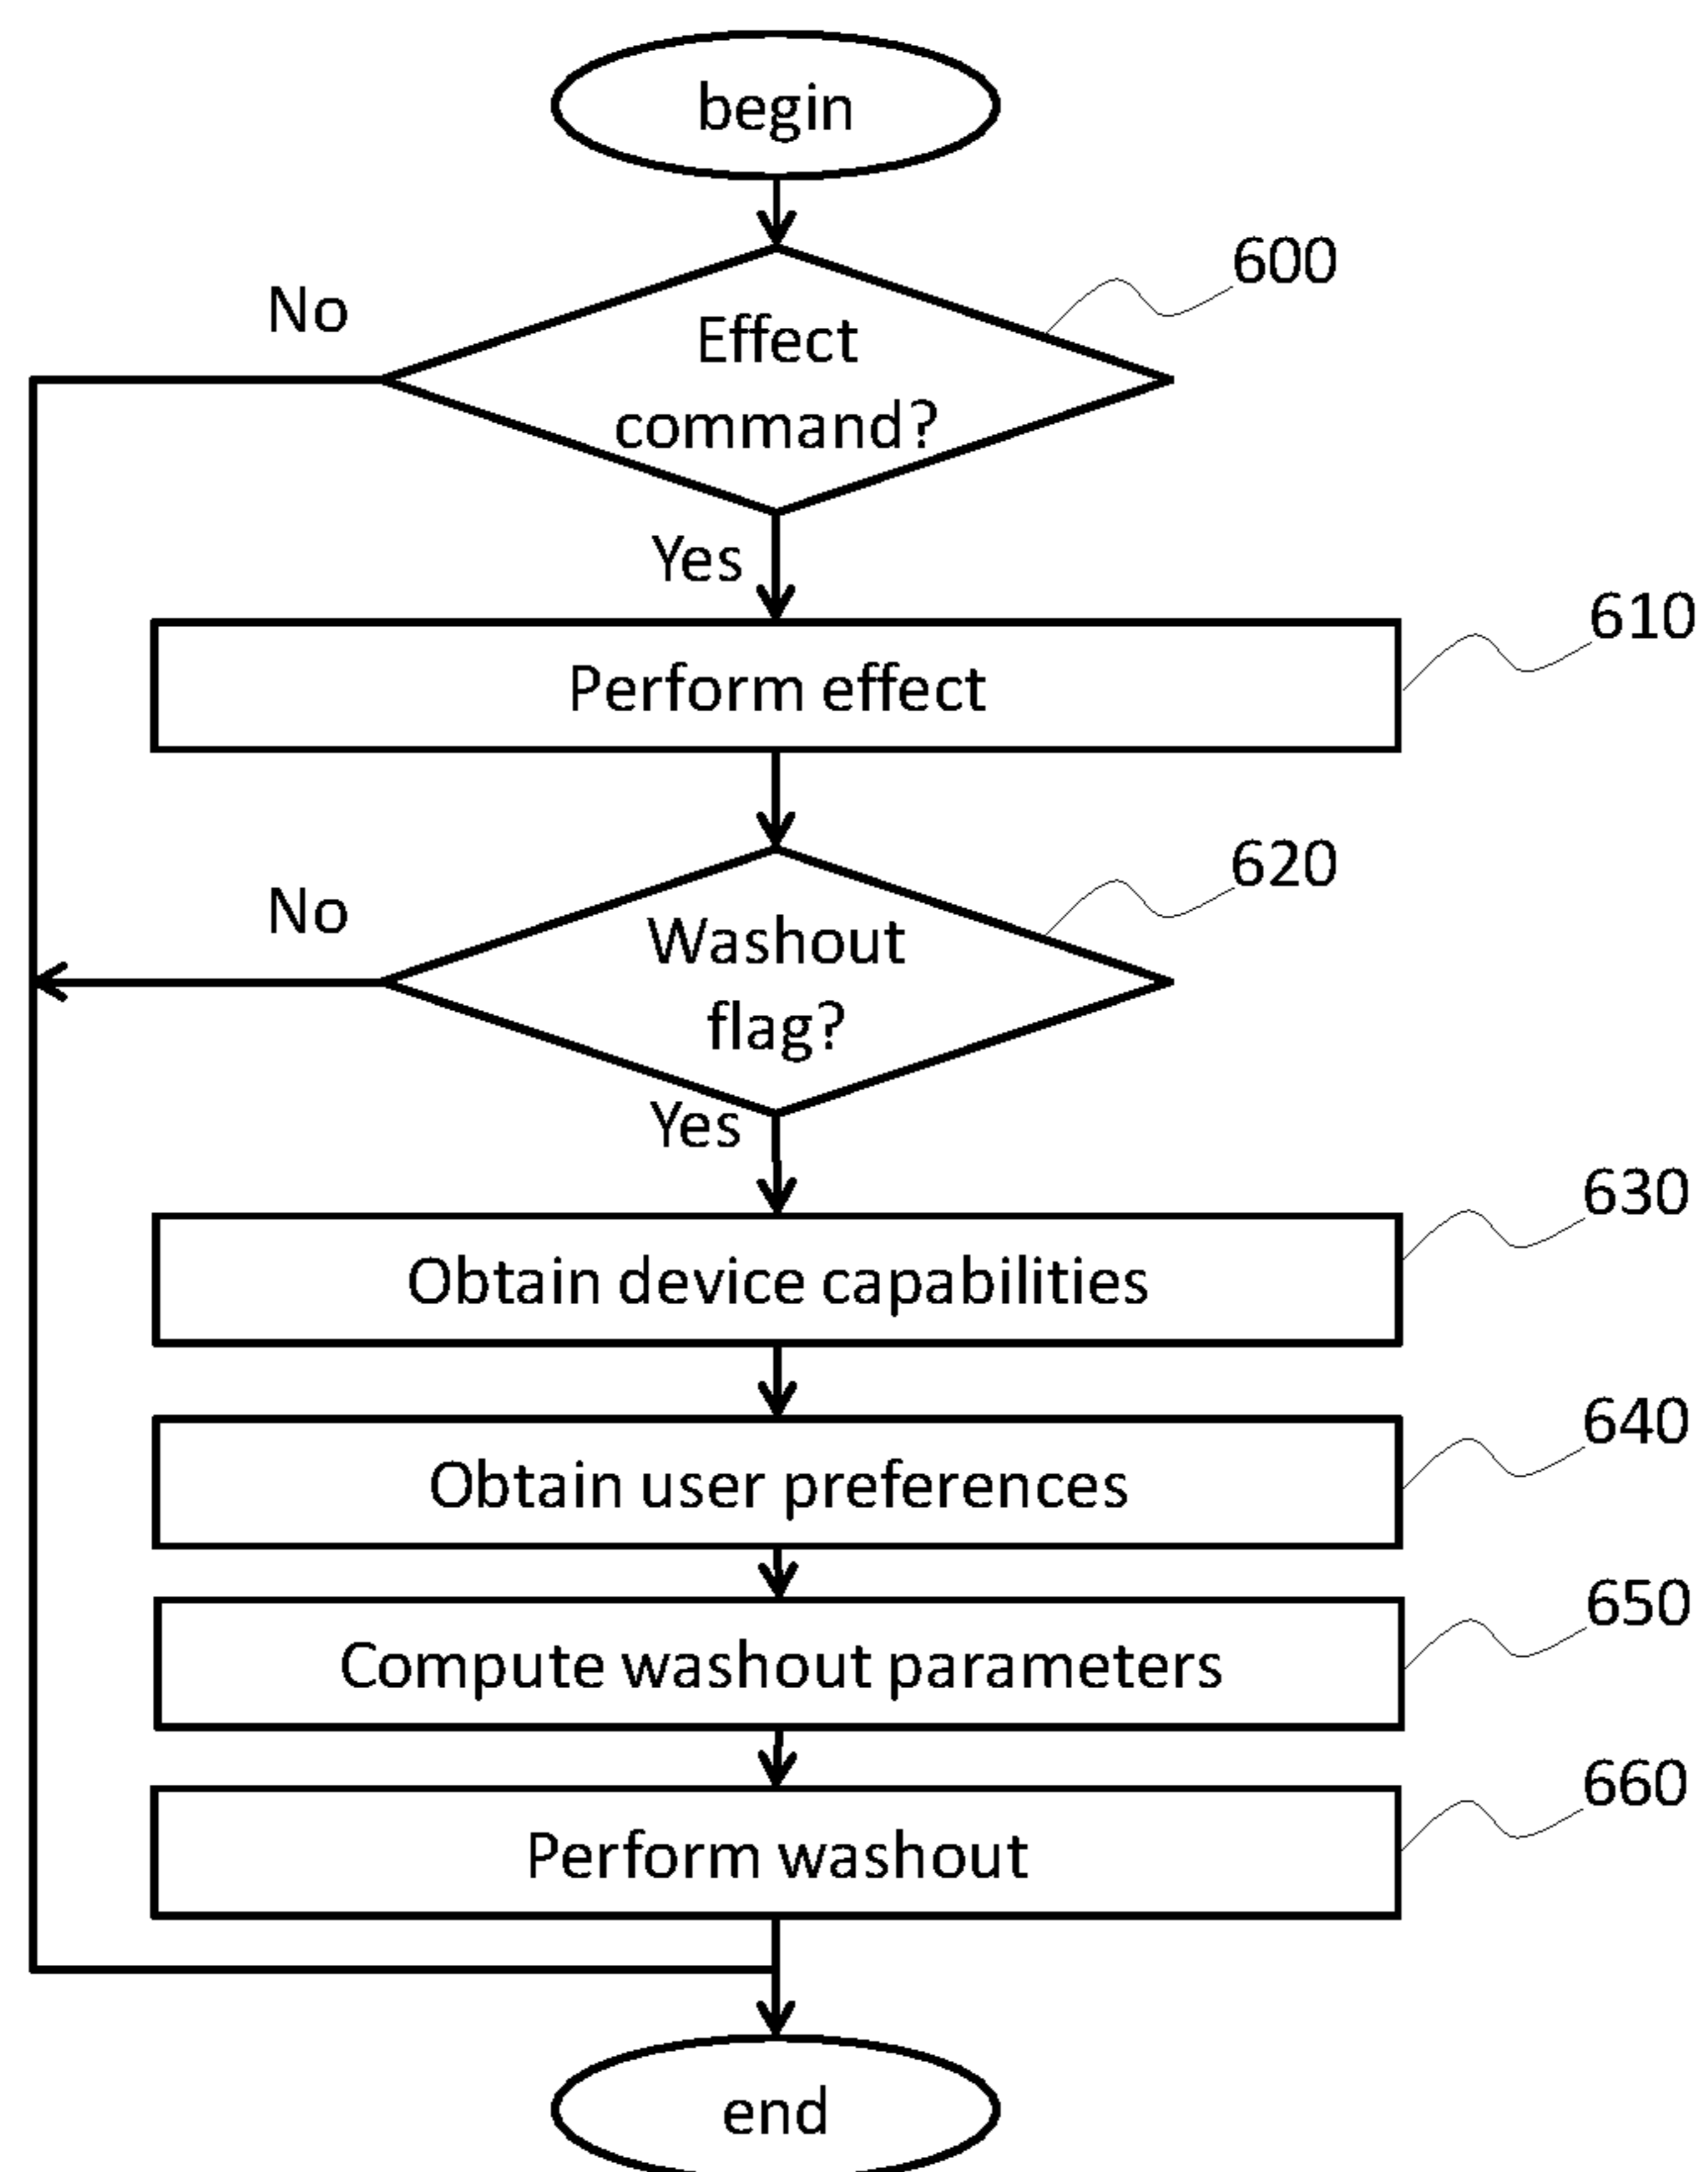 begin
600
No
Effect
command?
Yes
610
Perform effect
620
No
Washout
flag?
Yes
630
Obtain device capabilities
640
Obtain user preferences
650
Compute washout parameters
660
Perform washout
end